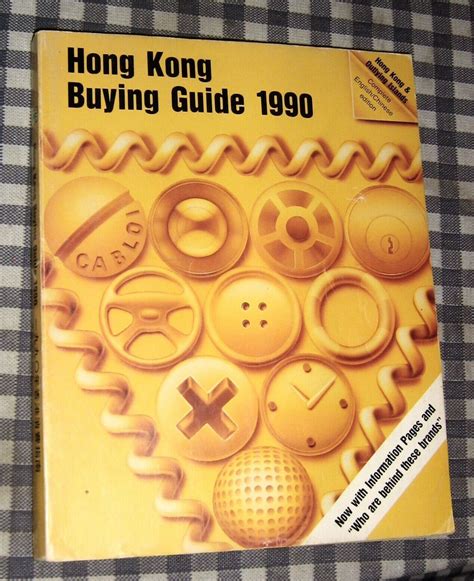 Hong Kong
Buying Guide 1990
Hong Kong &
Outlying Islands
Complete
English/Chinese
edition
CABLOI
Now with Information Pages and
"Who are behind these brands"